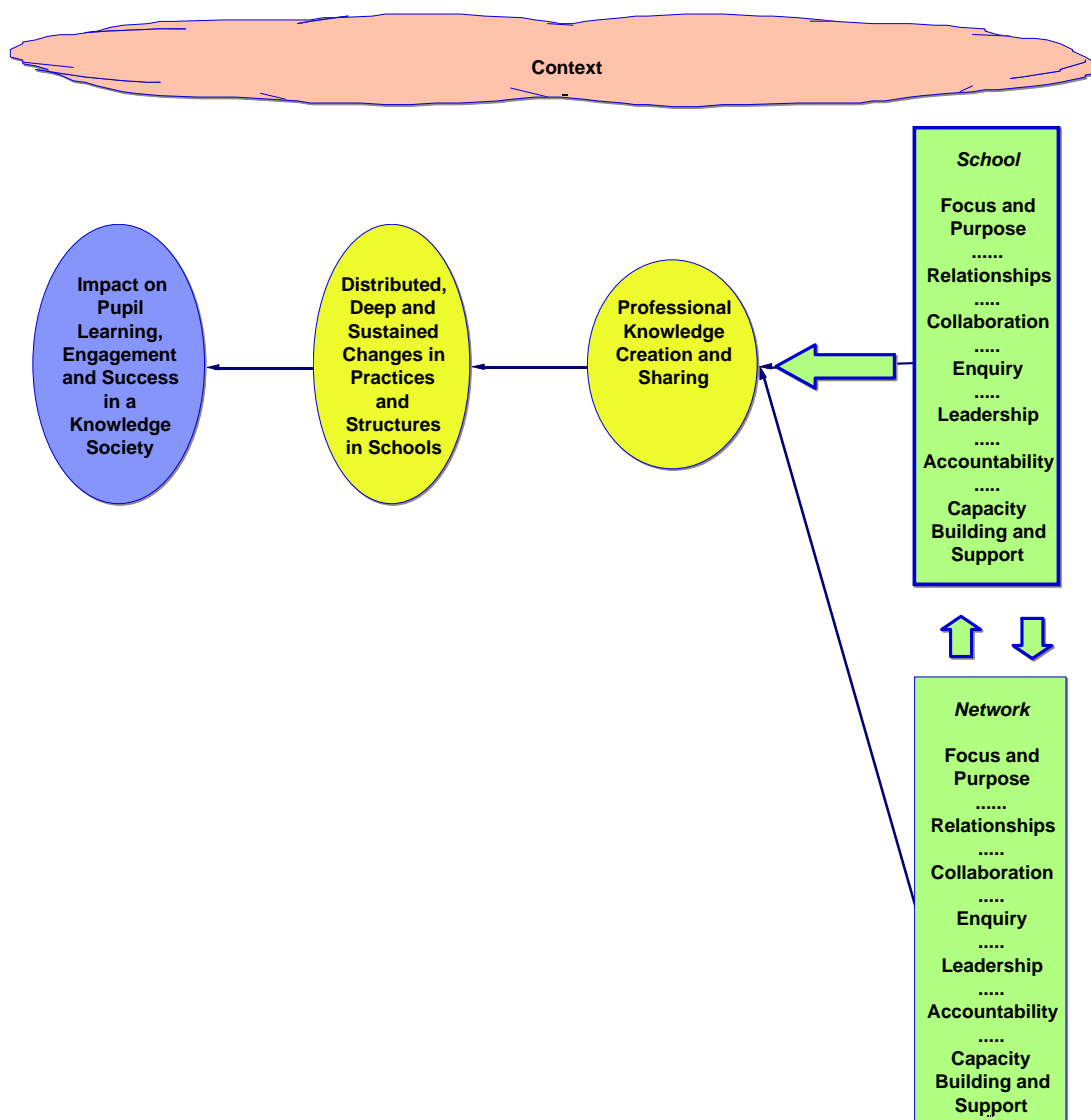 Context
Impact on
Pupil
Learning,
Engagement
and Success
in a
Knowledge
Society
Distributed,
Deep and
Sustained
Changes in
Practices
and
Structures
in Schools
Professional
Knowledge
Creation and
Sharing
School
Focus and
Purpose
......
Relationships
.....
Collaboration
.....
Enquiry
.....
Leadership
.....
Accountability
.....
Capacity
Building and
Support
Network
Focus and
Purpose
......
Relationships
.....
Collaboration
.....
Enquiry
.....
Leadership
.....
Accountability
.....
Capacity
Building and
Support